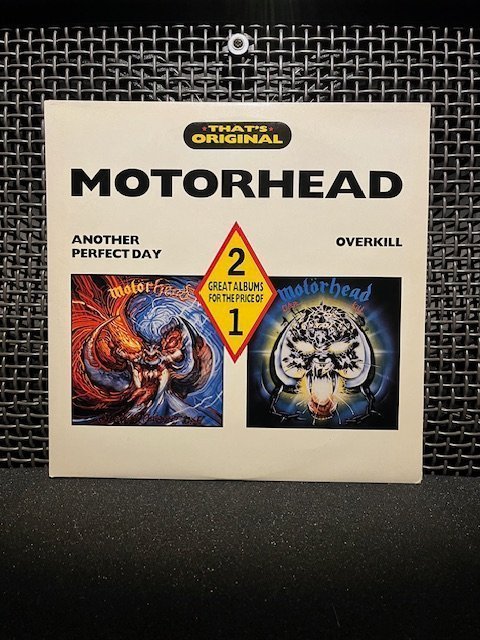 THAT'S
ORIGINAL
MOTORHEAD
ANOTHER
PERFECT DAY
OVERKILL
2
GREAT ALBUMS
FOR THE PRICE OF
1
motörhead
Motörhead